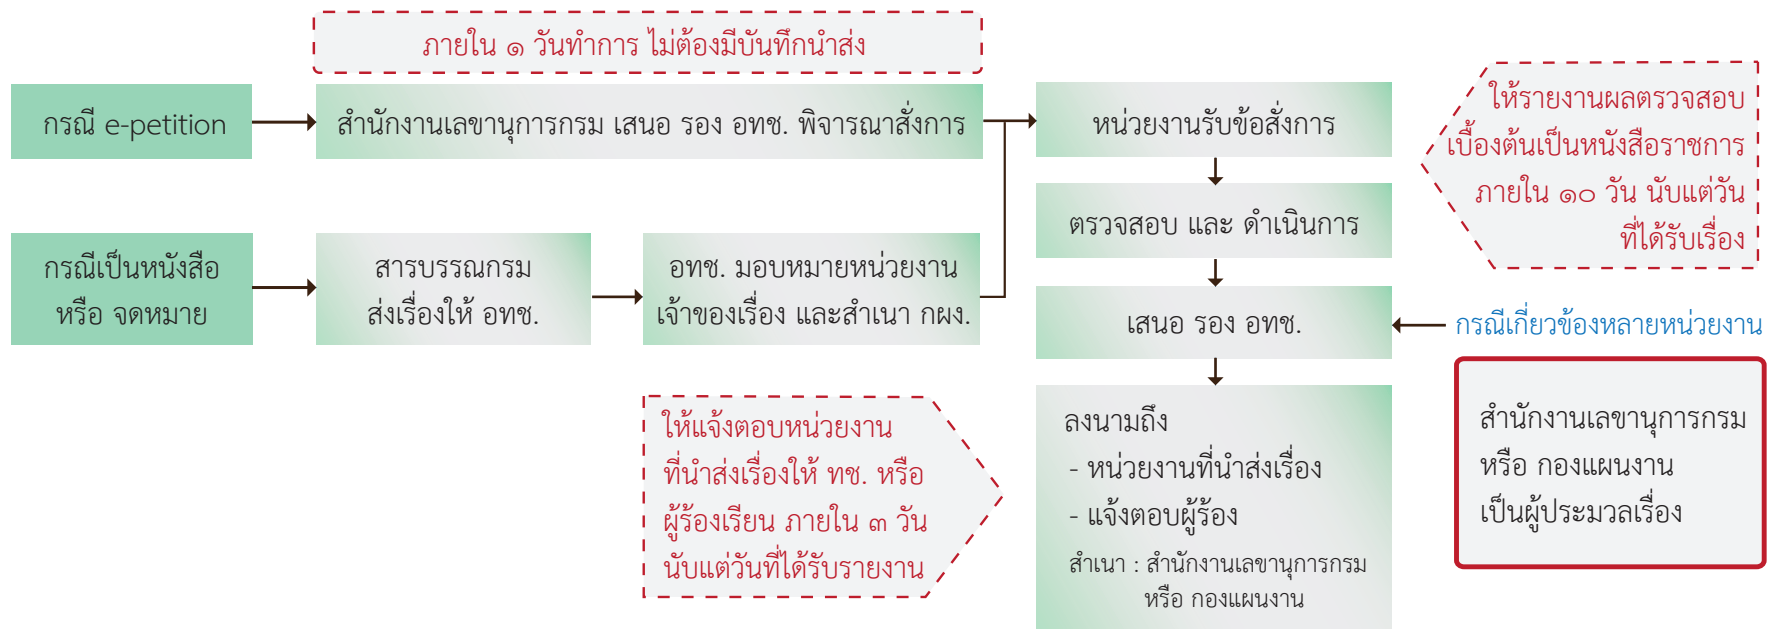 ภายใน ๑ วันทำการ ไม่ต้องมีบันทึกนำส่ง
กรณี e-petition
สำนักงานเลขานุการกรม เสนอ รอง อทช. พิจารณาสั่งการ
หน่วยงานรับข้อสั่งการ
ให้รายงานผลตรวจสอบ
เบื้องต้นเป็นหนังสือราชการ
ภายใน ๑๐ วัน นับแต่วัน
ที่ได้รับเรื่อง
ตรวจสอบ และ ดำเนินการ
กรณีเป็นหนังสือ
หรือ จดหมาย
สารบรรณกรม
ส่งเรื่องให้ อทช.
อทช. มอบหมายหน่วยงาน
เจ้าของเรื่อง และสำเนา กผง.
เสนอ รอง อทช.
กรณีเกี่ยวข้องหลายหน่วยงาน
ให้แจ้งตอบหน่วยงาน
ที่นำส่งเรื่องให้ ทช. หรือ
ผู้ร้องเรียน ภายใน ๓ วัน
นับแต่วันที่ได้รับรายงาน
ลงนามถึง
- หน่วยงานที่นำส่งเรื่อง
- แจ้งตอบผู้ร้อง
สำเนา : สำนักงานเลขานุการกรม
หรือ กองแผนงาน
สำนักงานเลขานุการกรม
หรือ กองแผนงาน
เป็นผู้ประมวลเรื่อง